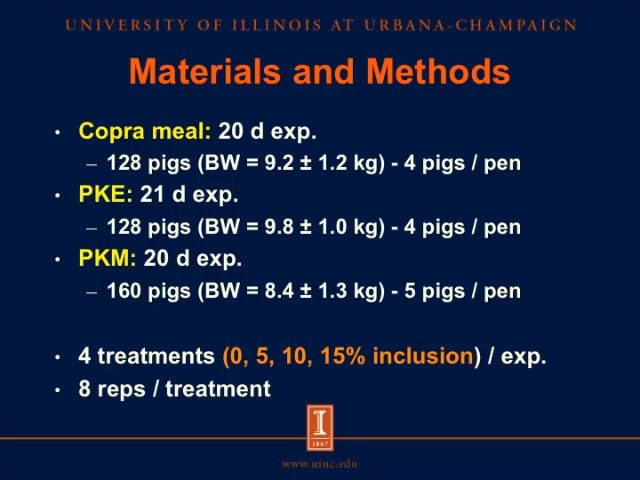 UNIVERSITY OF ILLINOIS AT URBANA-CHAMPAIGN
Materials and Methods
• Copra meal: 20 d exp.
– 128 pigs (BW = 9.2 ± 1.2 kg) - 4 pigs / pen
• PKE: 21 d exp.
– 128 pigs (BW = 9.8 ± 1.0 kg) - 4 pigs / pen
• PKM: 20 d exp.
– 160 pigs (BW = 8.4 ± 1.3 kg) - 5 pigs / pen
• 4 treatments (0, 5, 10, 15% inclusion) / exp.
• 8 reps / treatment
I
1867
www.uiuc.edu